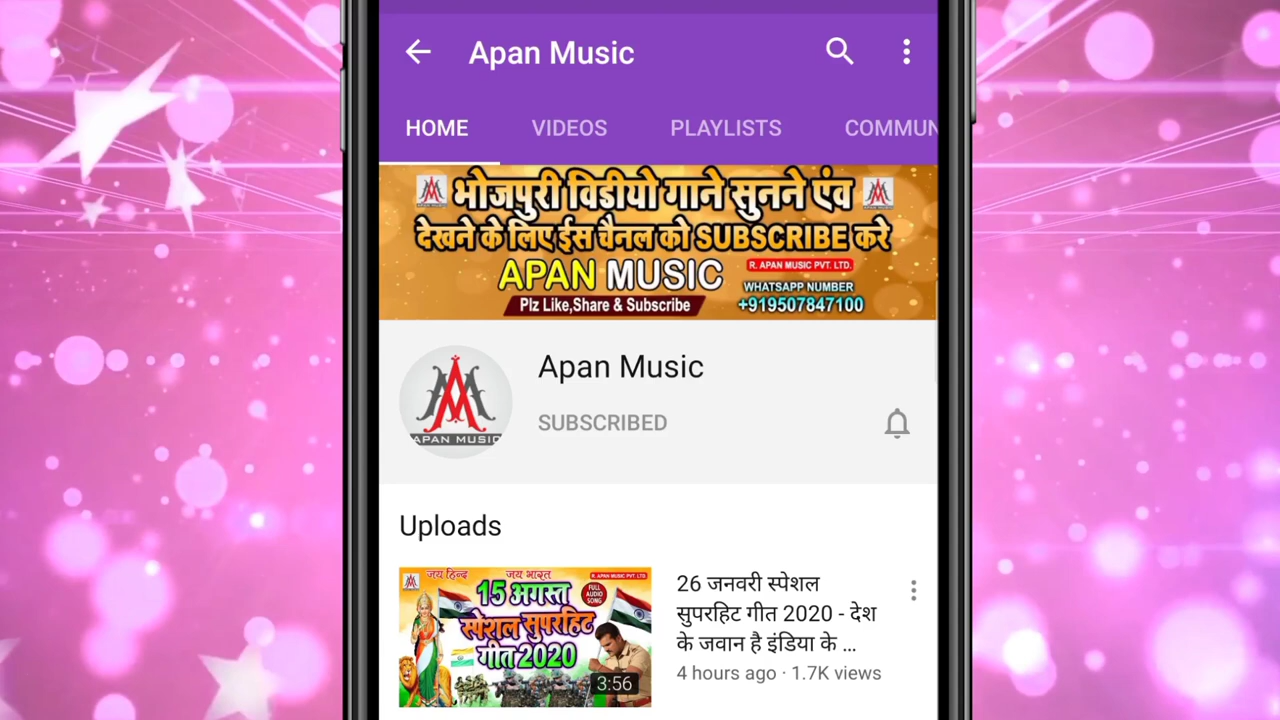 Apan Music
HOME VIDEOS PLAYLISTS COMMUN
भोजपुरी विडीयो गाने सुनने एंव
देखने के लिए ईस चैनल को SUBSCRIBE करे
APAN MUSIC
R. APAN MUSIC PVT. LTD.
WHATSAPP NUMBER
+919507847100
Plz Like,Share & Subscribe
Apan Music
SUBSCRIBED
APAN MUSIC
Uploads
जय हिन्द जय भारत
R. APAN MUSIC PVT. LTD
15 अगस्त
FULL
AUDIO
SONG
स्पेशल सुपरहिट
गीत 2020
3:56
26 जनवरी स्पेशल
सुपरहिट गीत 2020 - देश
के जवान है इंडिया के ...
4 hours ago · 1.7K views